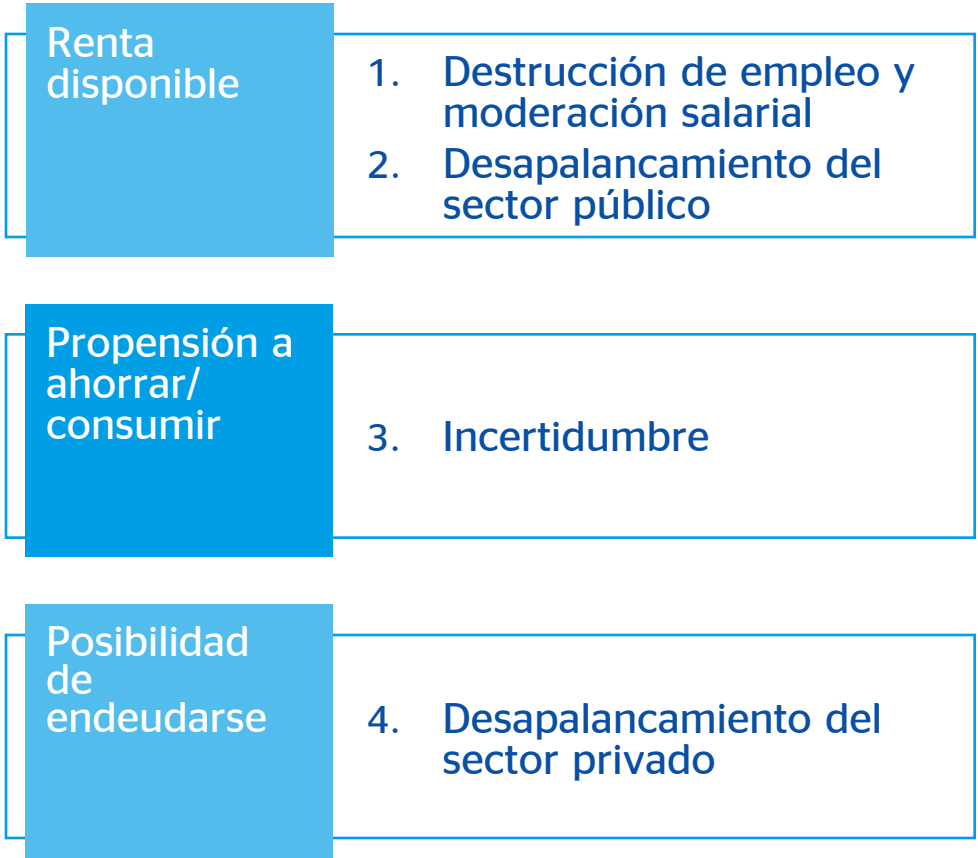 Renta
disponible
1. Destrucción de empleo y
moderación salarial
2. Desapalancamiento del
sector público
Propensión a
ahorrar/
consumir
3. Incertidumbre
Posibilidad
de
endeudarse
4. Desapalancamiento del
sector privado